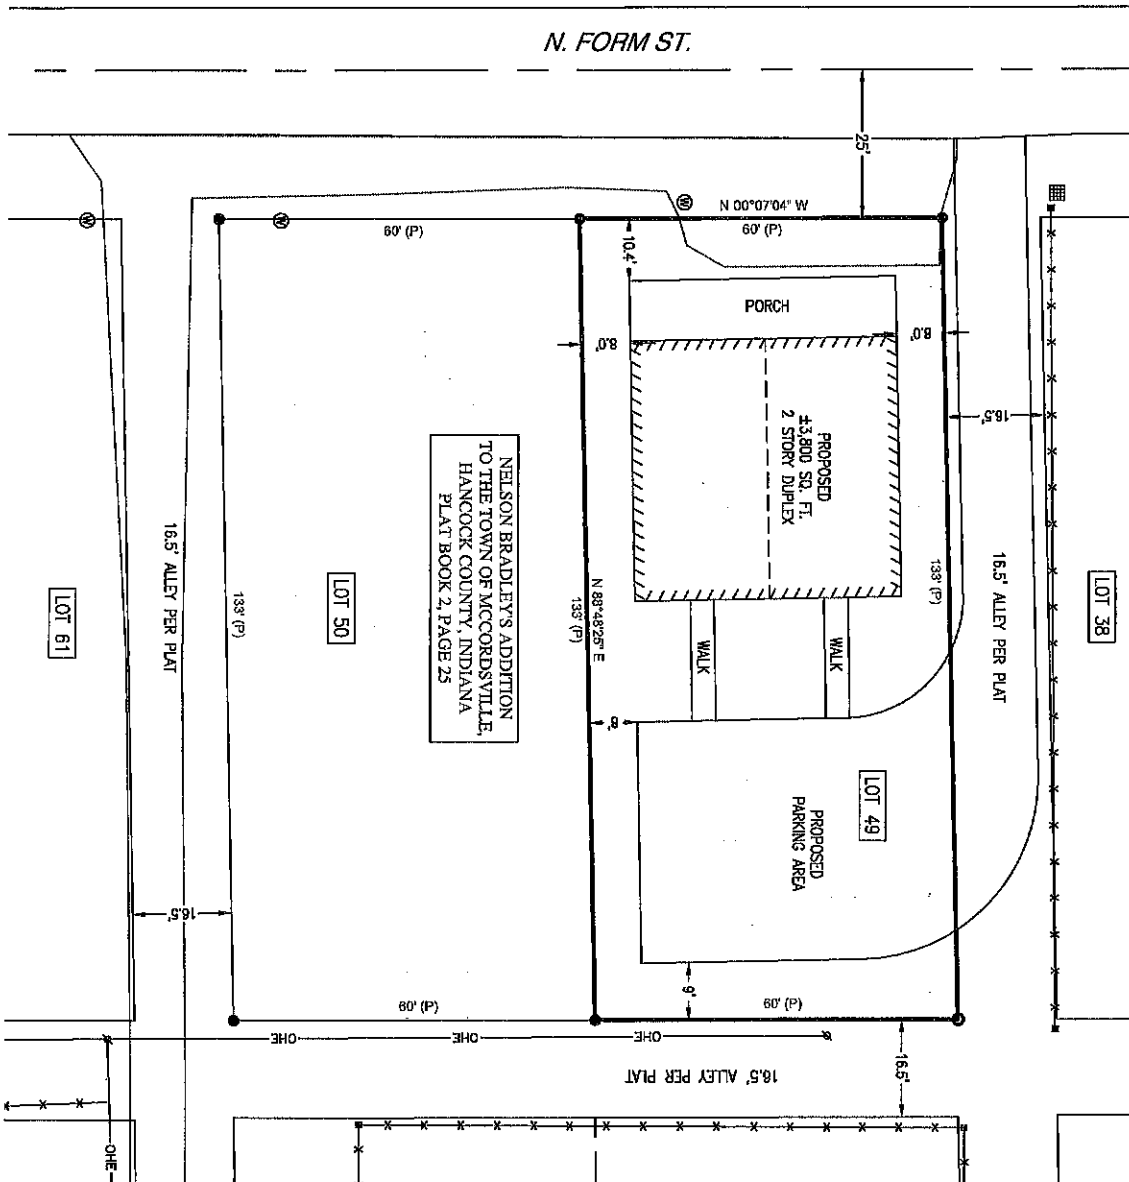 N. FORM ST.
25'
N 00°07'04" W
60' (P)
60' (P)
W
W
W
10.4'
PORCH
8.0'
8.0'
16.5'
PROPOSED
±3,800 SQ. FT.
2 STORY DUPLEX
NELSON BRADLEY'S ADDITION
TO THE TOWN OF MCCORDSVILLE,
HANCOCK COUNTY, INDIANA
PLAT BOOK 2, PAGE 25
16.5' ALLEY PER PLAT
LOT 61
133' (P)
LOT 50
N 88°48'25" E
133' (P)
WALK
WALK
133' (P)
16.5' ALLEY PER PLAT
LOT 38
8'
LOT 49
PROPOSED
PARKING AREA
16.5'
9'
60' (P)
60' (P)
OHE
OHE
OHE
16.5' ALLEY PER PLAT
16.5'
OHE